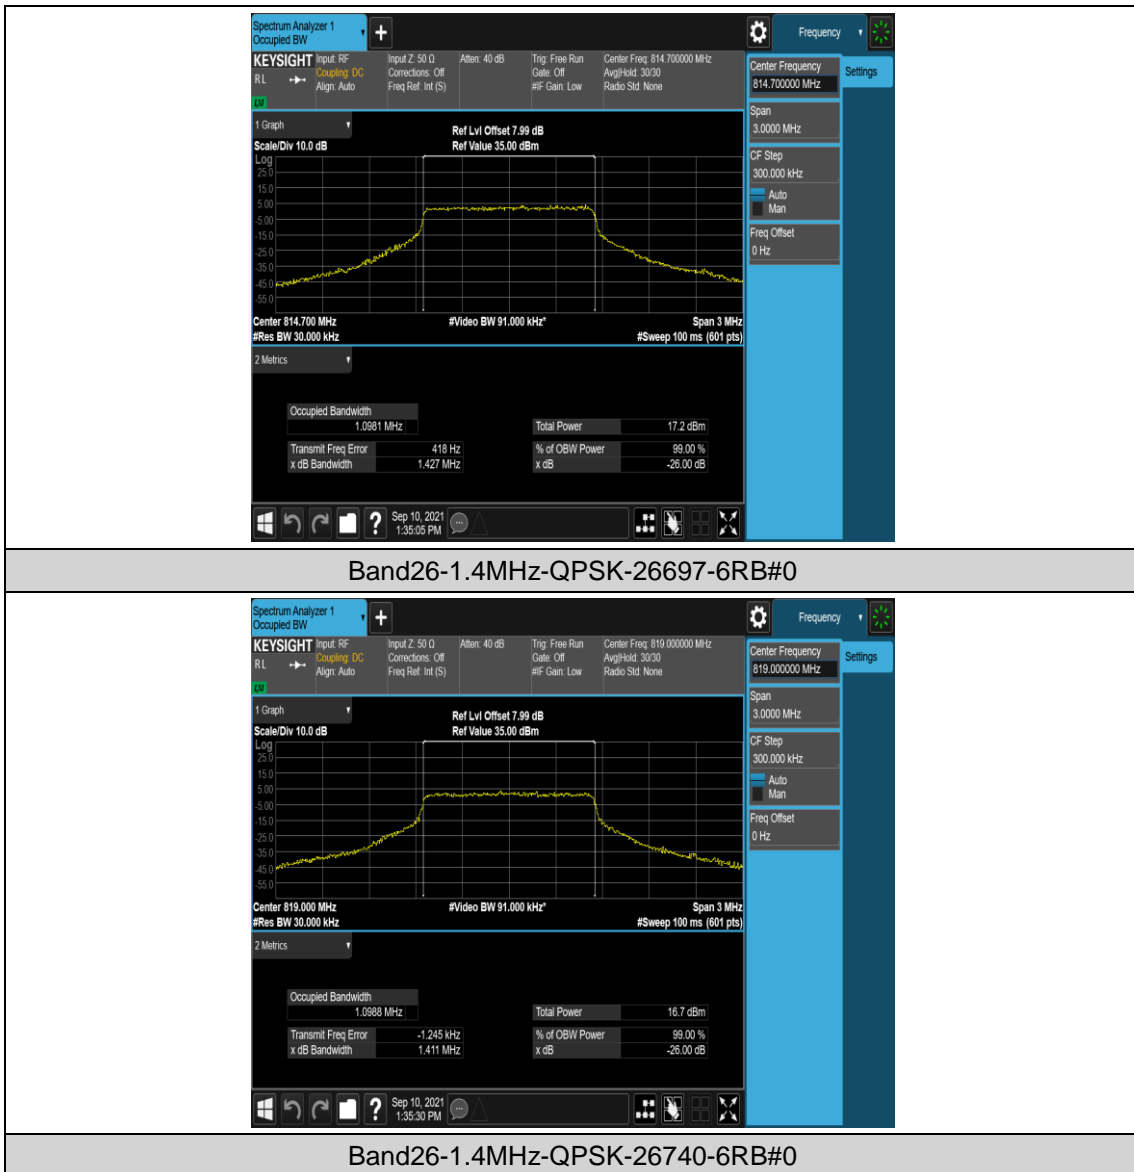 Spectrum Analyzer 1
Occupied BW
Frequency
KEYSIGHT
RL
Input: RF
Coupling: DC
Align: Auto
Input Z: 50 Ω
Corrections: Off
Freq Ref: Int (S)
Atten: 40 dB
Trig: Free Run
Gate: Off
#IF Gain: Low
Center Freq: 814.700000 MHz
Avg|Hold: 30/30
Radio Std: None
Center Frequency
814.700000 MHz
Settings
Span
3.0000 MHz
CF Step
300.000 kHz
Auto
Man
Freq Offset
0 Hz
1 Graph
Scale/Div 10.0 dB
Ref Lvl Offset 7.99 dB
Ref Value 35.00 dBm
Log
25.0
15.0
5.00
-5.00
-15.0
-25.0
-35.0
-45.0
-55.0
Center 814.700 MHz
#Video BW 91.000 kHz*
Span 3 MHz
#Res BW 30.000 kHz
#Sweep 100 ms (601 pts)
2 Metrics
Occupied Bandwidth
1.0981 MHz
Total Power 17.2 dBm
Transmit Freq Error 418 Hz
% of OBW Power 99.00 %
x dB Bandwidth 1.427 MHz
x dB -26.00 dB
?
Sep 10, 2021
1:35:05 PM
Band26-1.4MHz-QPSK-26697-6RB#0
Spectrum Analyzer 1
Occupied BW
Frequency
KEYSIGHT
RL
Input: RF
Coupling: DC
Align: Auto
Input Z: 50 Ω
Corrections: Off
Freq Ref: Int (S)
Atten: 40 dB
Trig: Free Run
Gate: Off
#IF Gain: Low
Center Freq: 819.000000 MHz
Avg|Hold: 30/30
Radio Std: None
Center Frequency
819.000000 MHz
Settings
Span
3.0000 MHz
CF Step
300.000 kHz
Auto
Man
Freq Offset
0 Hz
1 Graph
Scale/Div 10.0 dB
Ref Lvl Offset 7.99 dB
Ref Value 35.00 dBm
Log
25.0
15.0
5.00
-5.00
-15.0
-25.0
-35.0
-45.0
-55.0
Center 819.000 MHz
#Video BW 91.000 kHz*
Span 3 MHz
#Res BW 30.000 kHz
#Sweep 100 ms (601 pts)
2 Metrics
Occupied Bandwidth
1.0988 MHz
Total Power 16.7 dBm
Transmit Freq Error -1.245 kHz
% of OBW Power 99.00 %
x dB Bandwidth 1.411 MHz
x dB -26.00 dB
?
Sep 10, 2021
1:35:30 PM
Band26-1.4MHz-QPSK-26740-6RB#0